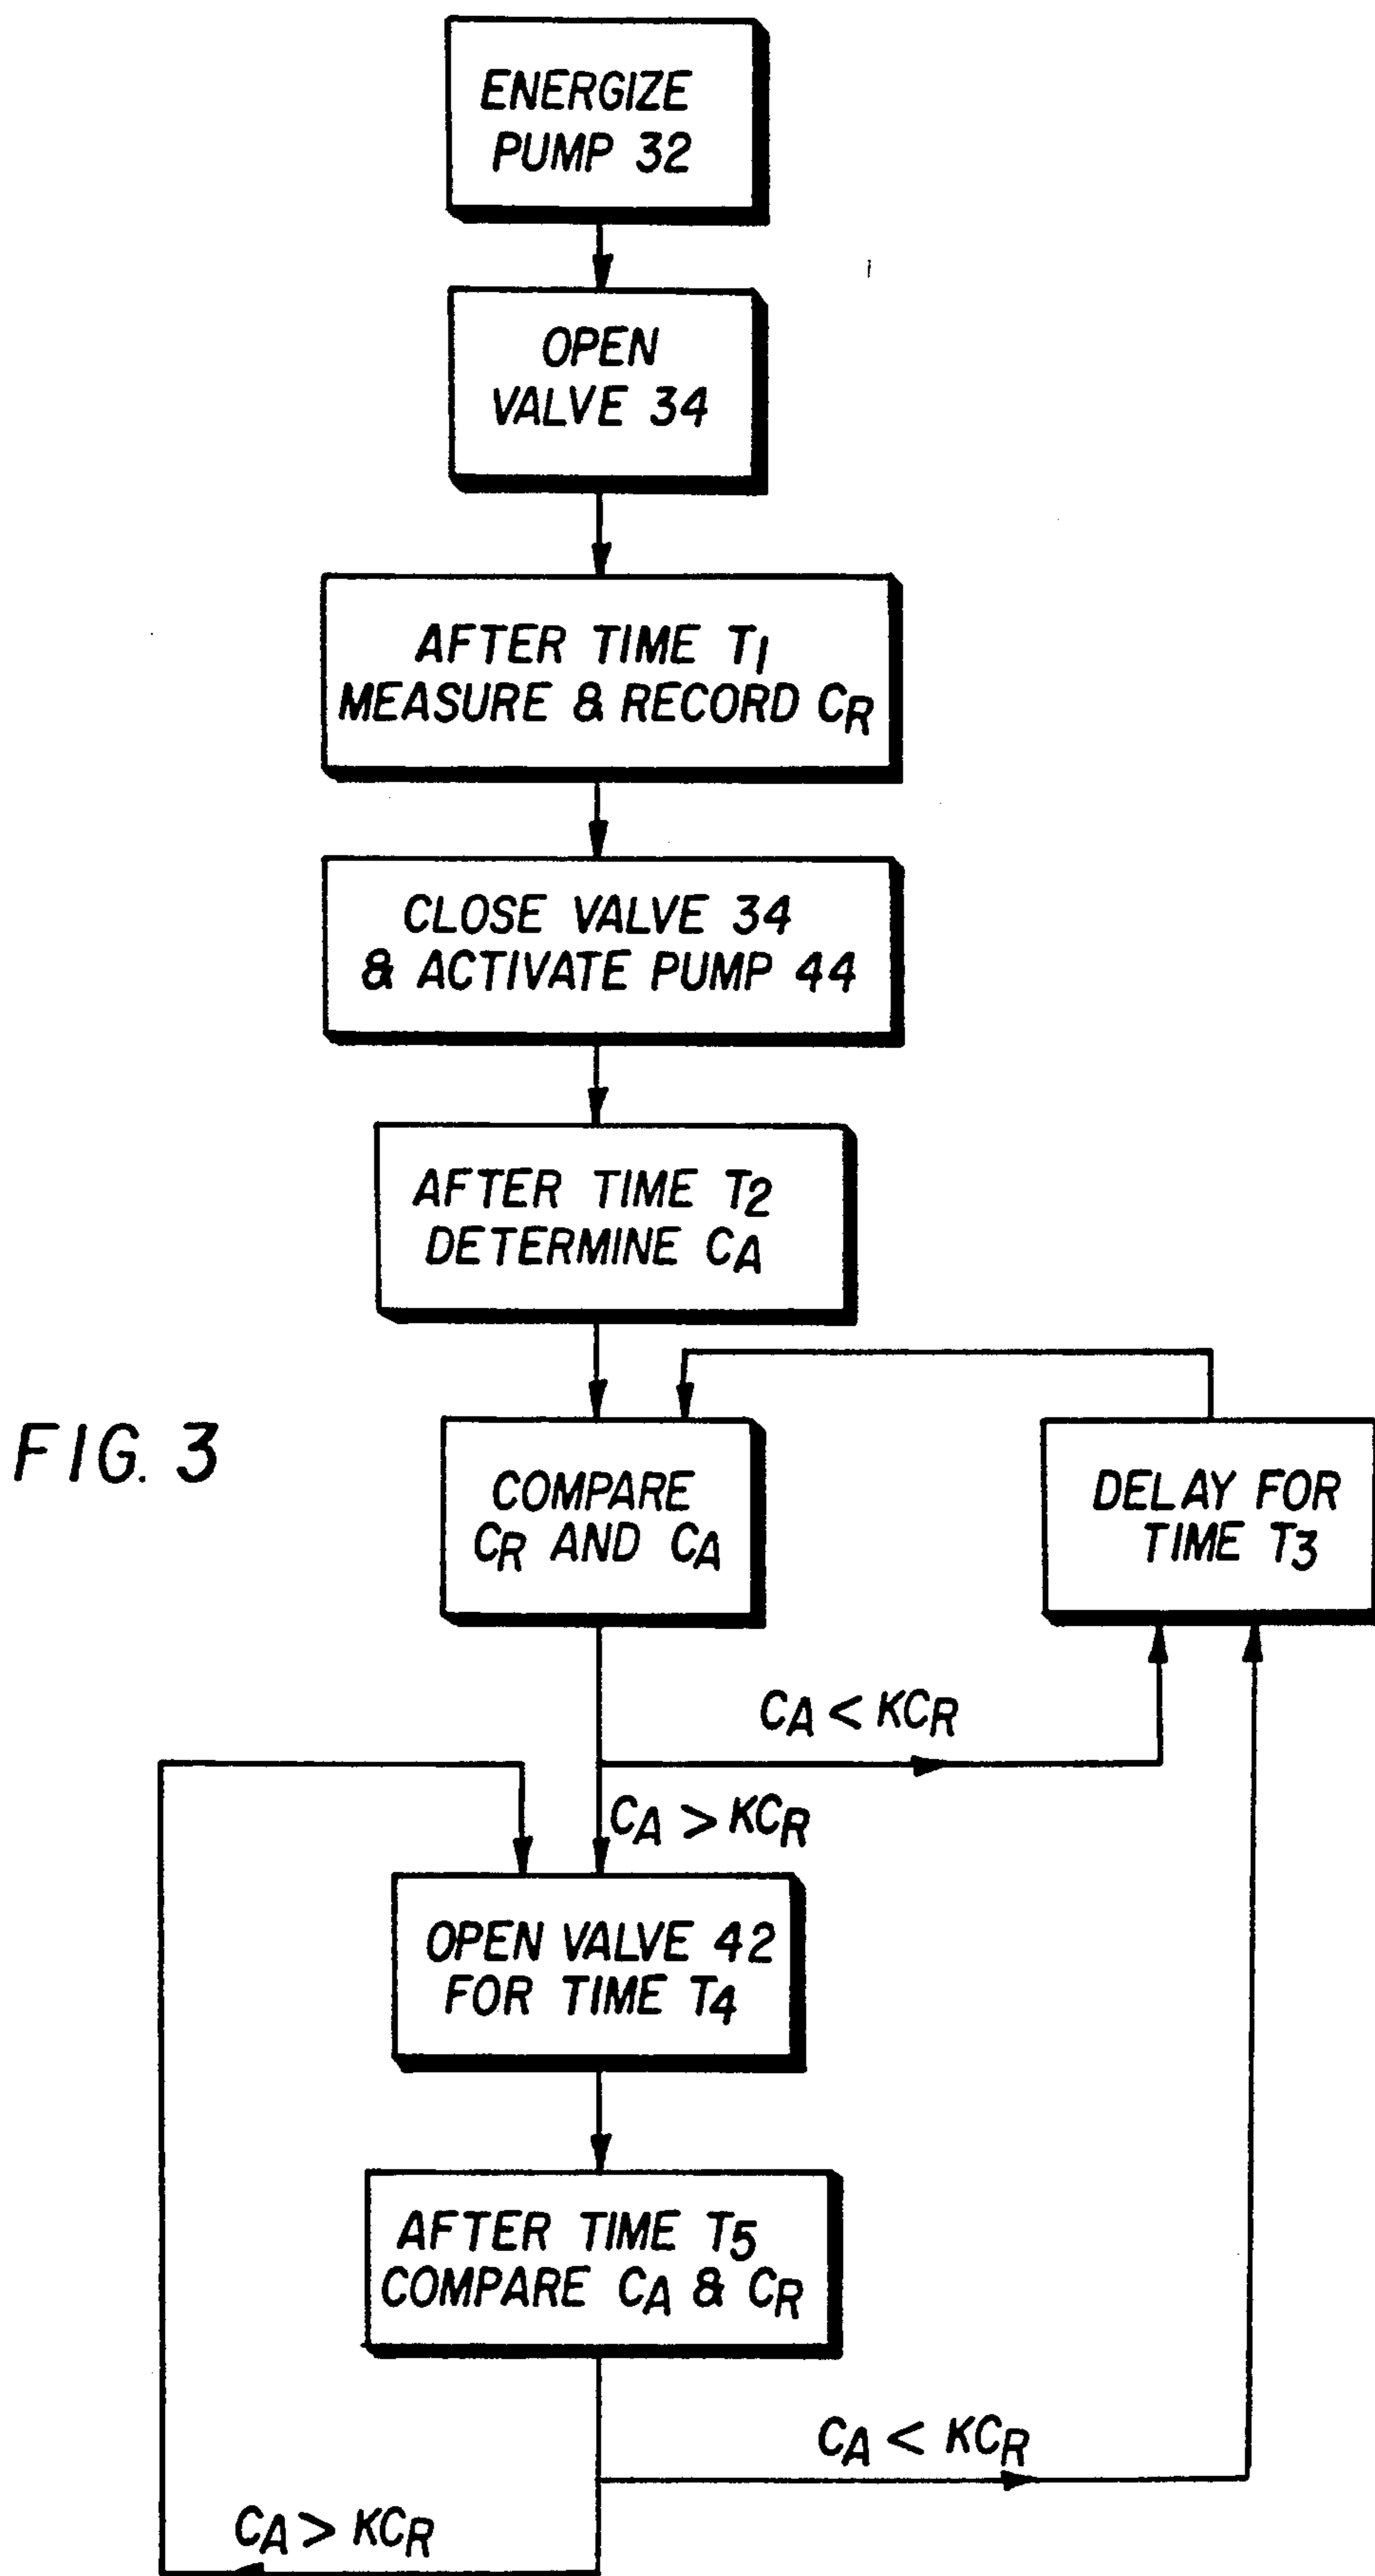 ENERGIZE
PUMP 32
OPEN
VALVE 34
AFTER TIME T1
MEASURE & RECORD CR
CLOSE VALVE 34
& ACTIVATE PUMP 44
AFTER TIME T2
DETERMINE CA
FIG. 3
COMPARE
CR AND CA
DELAY FOR
TIME T3
CA < KCR
CA > KCR
OPEN VALVE 42
FOR TIME T4
AFTER TIME T5
COMPARE CA & CR
CA < KCR
CA > KCR